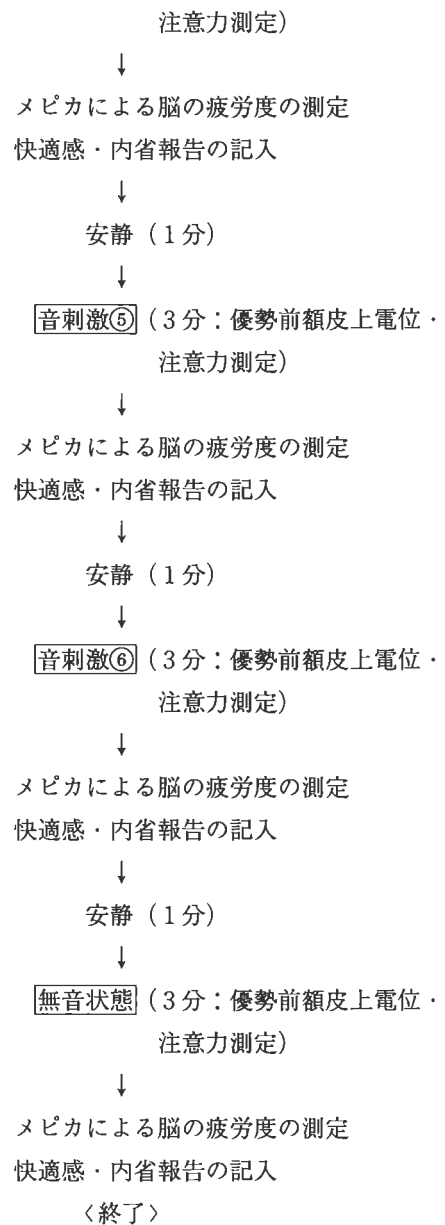 注意力測定)
↓
メピカによる脳の疲労度の測定
快適感・内省報告の記入
↓
安静(1分)
↓
音刺激⑤(3分:優勢前額皮上電位・
注意力測定)
↓
メピカによる脳の疲労度の測定
快適感・内省報告の記入
↓
安静(1分)
↓
音刺激⑥(3分:優勢前額皮上電位・
注意力測定)
↓
メピカによる脳の疲労度の測定
快適感・内省報告の記入
↓
安静(1分)
↓
無音状態(3分:優勢前額皮上電位・
注意力測定)
↓
メピカによる脳の疲労度の測定
快適感・内省報告の記入
〈終了〉